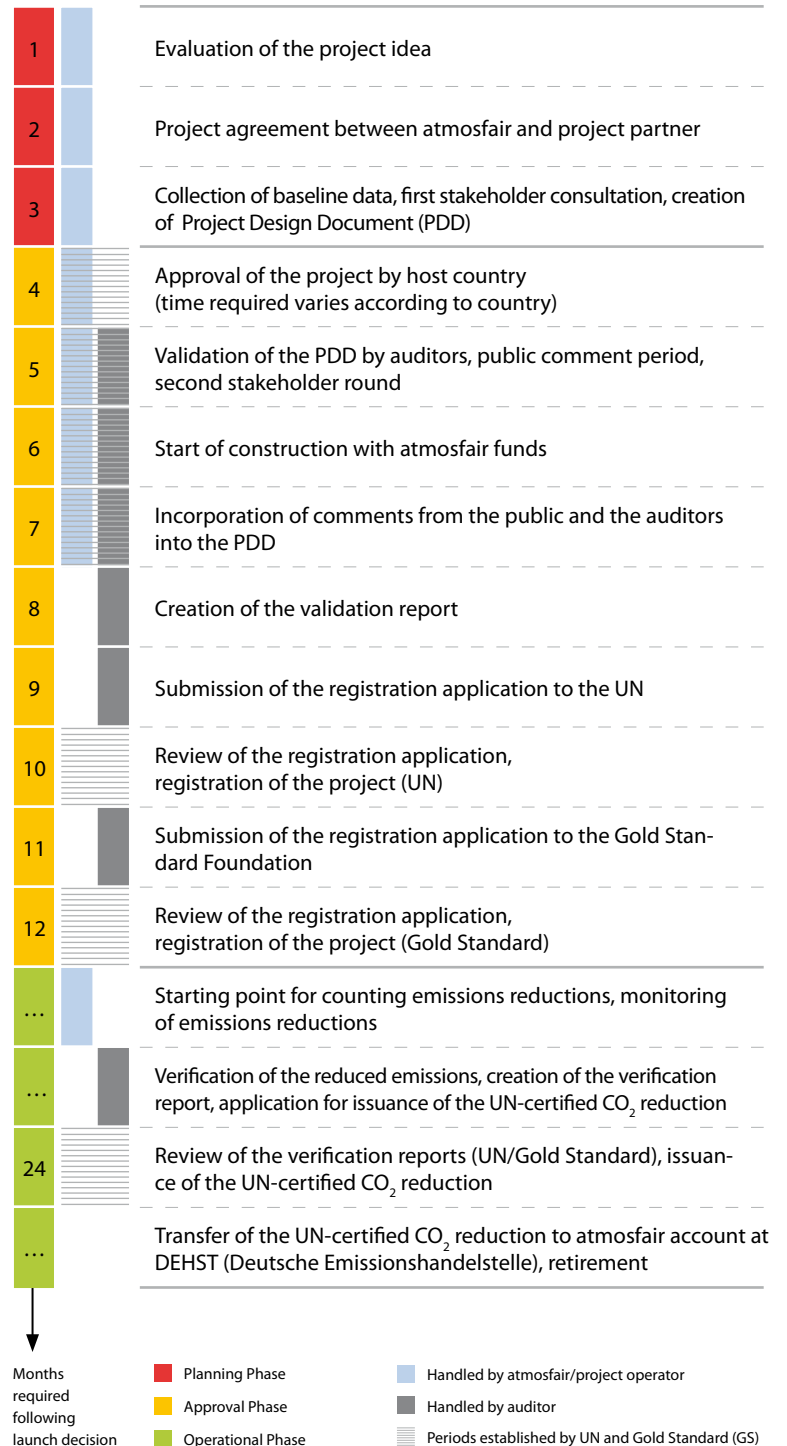 1
Evaluation of the project idea
2
Project agreement between atmosfair and project partner
3
Collection of baseline data, first stakeholder consultation, creation
of Project Design Document (PDD)
4
Approval of the project by host country
(time required varies according to country)
5
Validation of the PDD by auditors, public comment period,
second stakeholder round
6
Start of construction with atmosfair funds
7
Incorporation of comments from the public and the auditors
into the PDD
8
Creation of the validation report
9
Submission of the registration application to the UN
10
Review of the registration application,
registration of the project (UN)
11
Submission of the registration application to the Gold Stan-
dard Foundation
12
Review of the registration application,
registration of the project (Gold Standard)
...
Starting point for counting emissions reductions, monitoring
of emissions reductions
...
Verification of the reduced emissions, creation of the verification
report, application for issuance of the UN-certified CO₂ reduction
24
Review of the verification reports (UN/Gold Standard), issuan-
ce of the UN-certified CO₂ reduction
...
Transfer of the UN-certified CO₂ reduction to atmosfair account at
DEHST (Deutsche Emissionshandelstelle), retirement
Months
required
following
launch decision
Planning Phase
Approval Phase
Operational Phase
Handled by atmosfair/project operator
Handled by auditor
Periods established by UN and Gold Standard (GS)